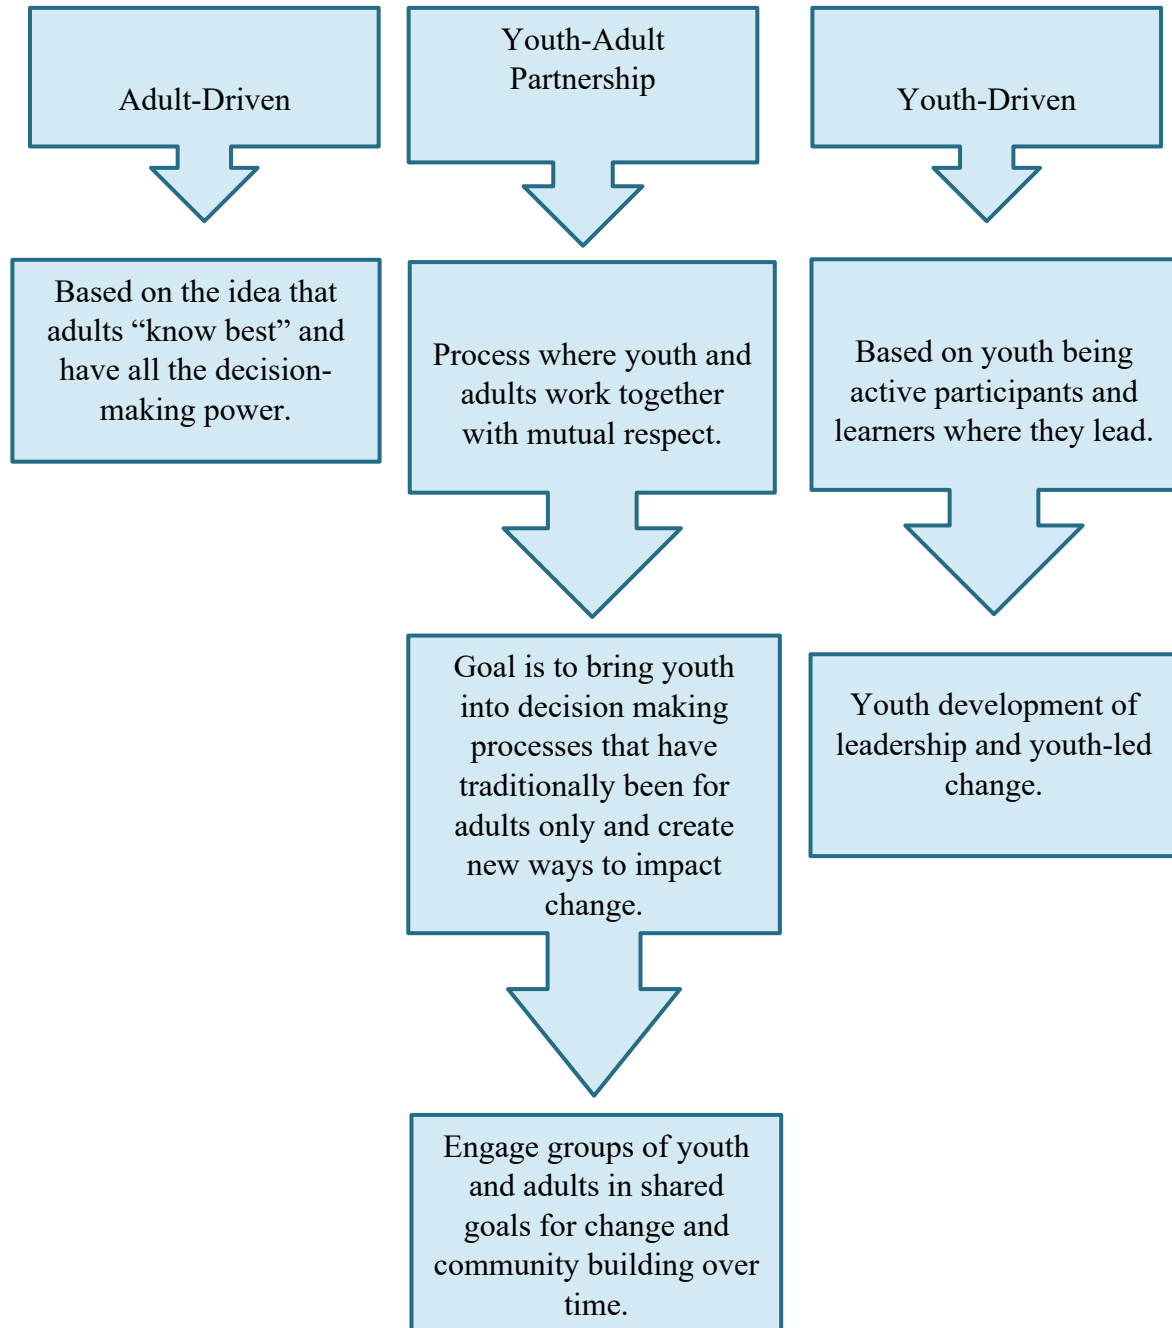 Adult-Driven
Youth-Adult
Partnership
Youth-Driven
Based on the idea that
adults “know best” and
have all the decision-
making power.
Process where youth and
adults work together
with mutual respect.
Based on youth being
active participants and
learners where they lead.
Goal is to bring youth
into decision making
processes that have
traditionally been for
adults only and create
new ways to impact
change.
Youth development of
leadership and youth-led
change.
Engage groups of youth
and adults in shared
goals for change and
community building over
time.